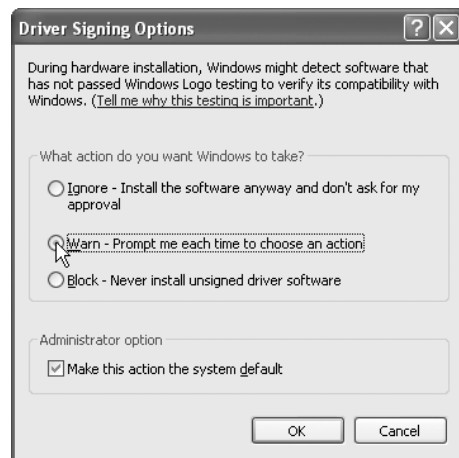 Driver Signing Options
During hardware installation, Windows might detect software that
has not passed Windows Logo testing to verify its compatibility with
Windows. (Tell me why this testing is important.)
What action do you want Windows to take?
Ignore - Install the software anyway and don't ask for my
approval
Warn - Prompt me each time to choose an action
Block - Never install unsigned driver software
Administrator option
Make this action the system default
OK Cancel